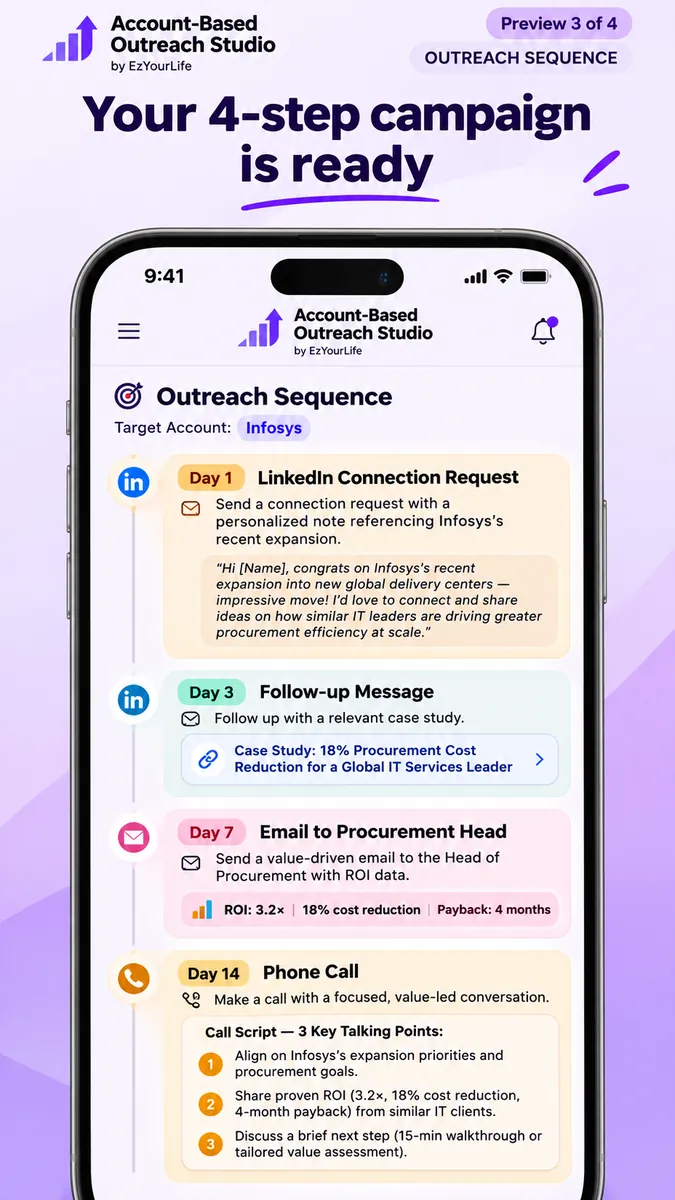 Account-Based
Outreach Studio
by EzYourLife
Preview 3 of 4
OUTREACH SEQUENCE
Your 4-step campaign
is ready
9:41
Account-Based
Outreach Studio
by EzYourLife
Outreach Sequence
Target Account: Infosys
in
Day 1 LinkedIn Connection Request
Send a connection request with a
personalized note referencing Infosys's
recent expansion.
"Hi [Name], congrats on Infosys's recent
expansion into new global delivery centers —
impressive move! I'd love to connect and share
ideas on how similar IT leaders are driving greater
procurement efficiency at scale."
in
Day 3 Follow-up Message
Follow up with a relevant case study.
Case Study: 18% Procurement Cost
Reduction for a Global IT Services Leader
Day 7 Email to Procurement Head
Send a value-driven email to the Head of
Procurement with ROI data.
ROI: 3.2× | 18% cost reduction | Payback: 4 months
Day 14 Phone Call
Make a call with a focused, value-led conversation.
Call Script — 3 Key Talking Points:
1 Align on Infosys's expansion priorities and
procurement goals.
2 Share proven ROI (3.2×, 18% cost reduction,
4-month payback) from similar IT clients.
3 Discuss a brief next step (15-min walkthrough or
tailored value assessment).